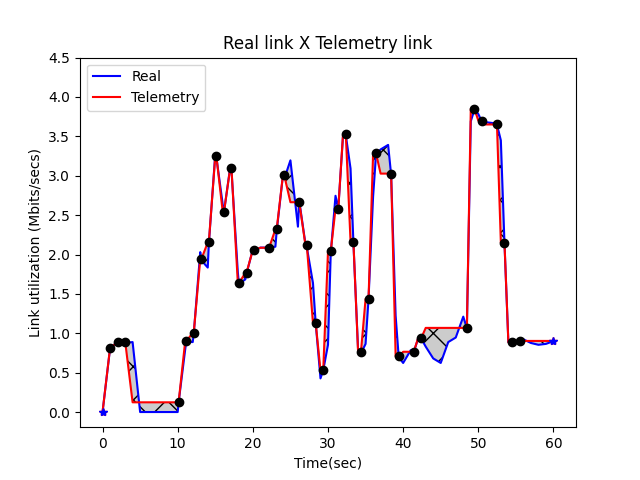 Real link X Telemetry link
Real
Telemetry
Link utilization (Mbits/secs)
4.5
4.0
3.5
3.0
2.5
2.0
1.5
1.0
0.5
0.0
0 10 20 30 40 50 60
Time(sec)